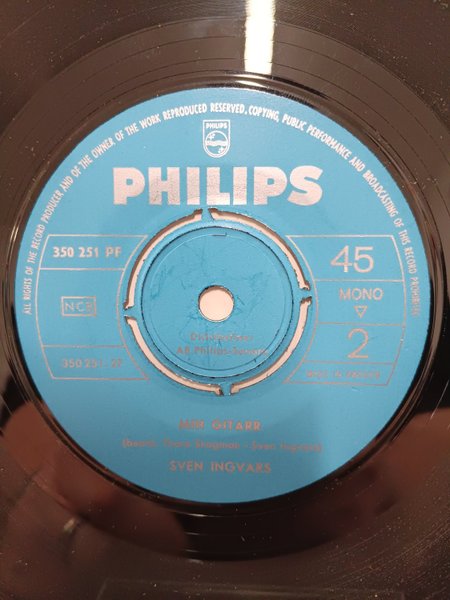 ALL RIGHTS OF THE RECORD PRODUCER AND OF THE OWNER OF THE WORK REPRODUCED RESERVED, COPYING, PUBLIC PERFORMANCE AND BROADCASTING OF THIS RECORD PROHIBITED
PHILIPS
PHILIPS
350 251 PF
45
NCB
MONO
350 251 2F
2
AB Philips-Sonora
MIN GITARR
SVEN INGVARS